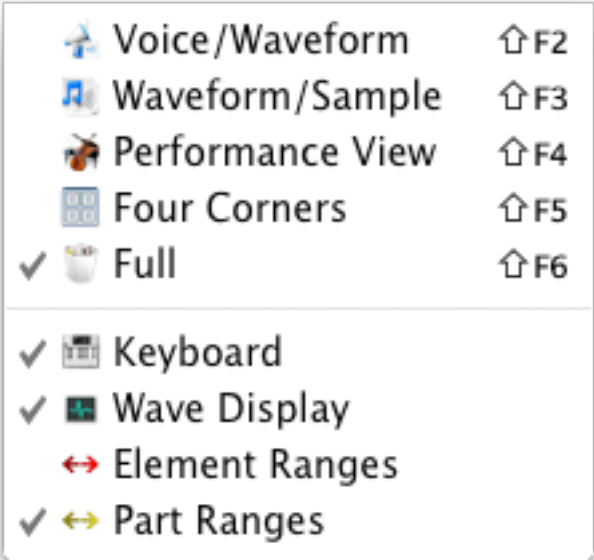 Voice/Waveform ⇧F2
Waveform/Sample ⇧F3
Performance View ⇧F4
Four Corners ⇧F5
Full ⇧F6
Keyboard
Wave Display
Element Ranges
Part Ranges